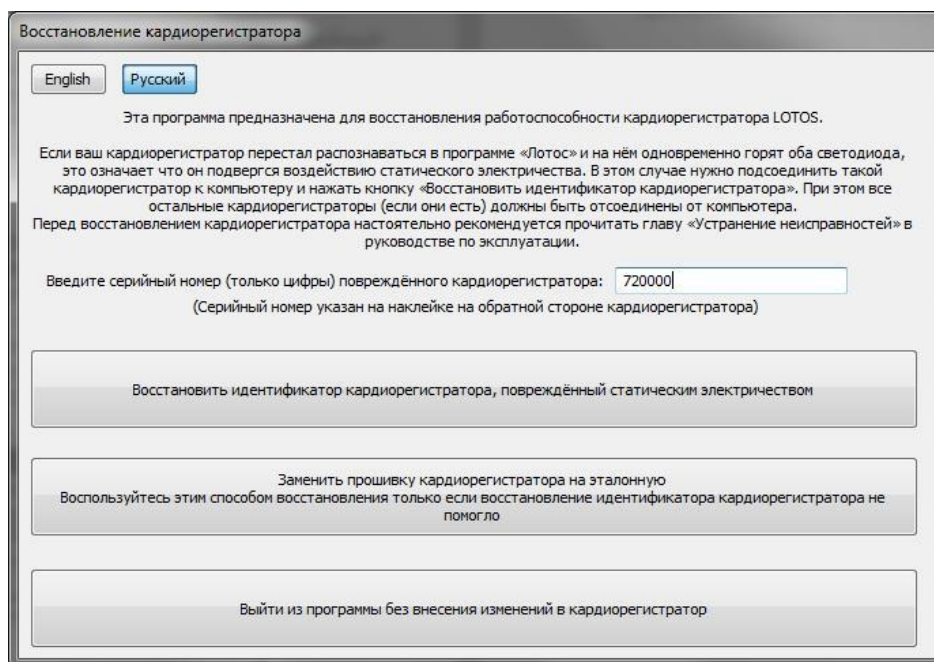 Восстановление кардиорегистратора
English Русский
Эта программа предназначена для восстановления работоспособности кардиорегистратора LOTOS.
Если ваш кардиорегистратор перестал распознаваться в программе «Лотос» и на нём одновременно горят оба светодиода,
это означает что он подвергся воздействию статического электричества. В этом случае нужно подсоединить такой
кардиорегистратор к компьютеру и нажать кнопку «Восстановить идентификатор кардиорегистратора». При этом все
остальные кардиорегистраторы (если они есть) должны быть отсоединены от компьютера.
Перед восстановлением кардиорегистратора настоятельно рекомендуется прочитать главу «Устранение неисправностей» в
руководстве по эксплуатации.
Введите серийный номер (только цифры) повреждённого кардиорегистратора: 720000
(Серийный номер указан на наклейке на обратной стороне кардиорегистратора)
Восстановить идентификатор кардиорегистратора, повреждённый статическим электричеством
Заменить прошивку кардиорегистратора на эталонную
Воспользуйтесь этим способом восстановления только если восстановление идентификатора кардиорегистратора не
помогло
Выйти из программы без внесения изменений в кардиорегистратор